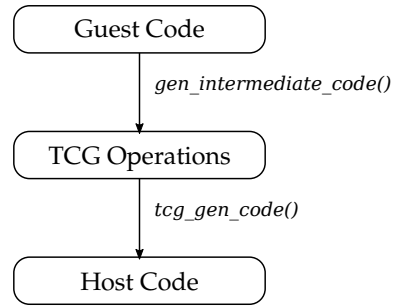 Guest Code
gen_intermediate_code()
TCG Operations
tcg_gen_code()
Host Code